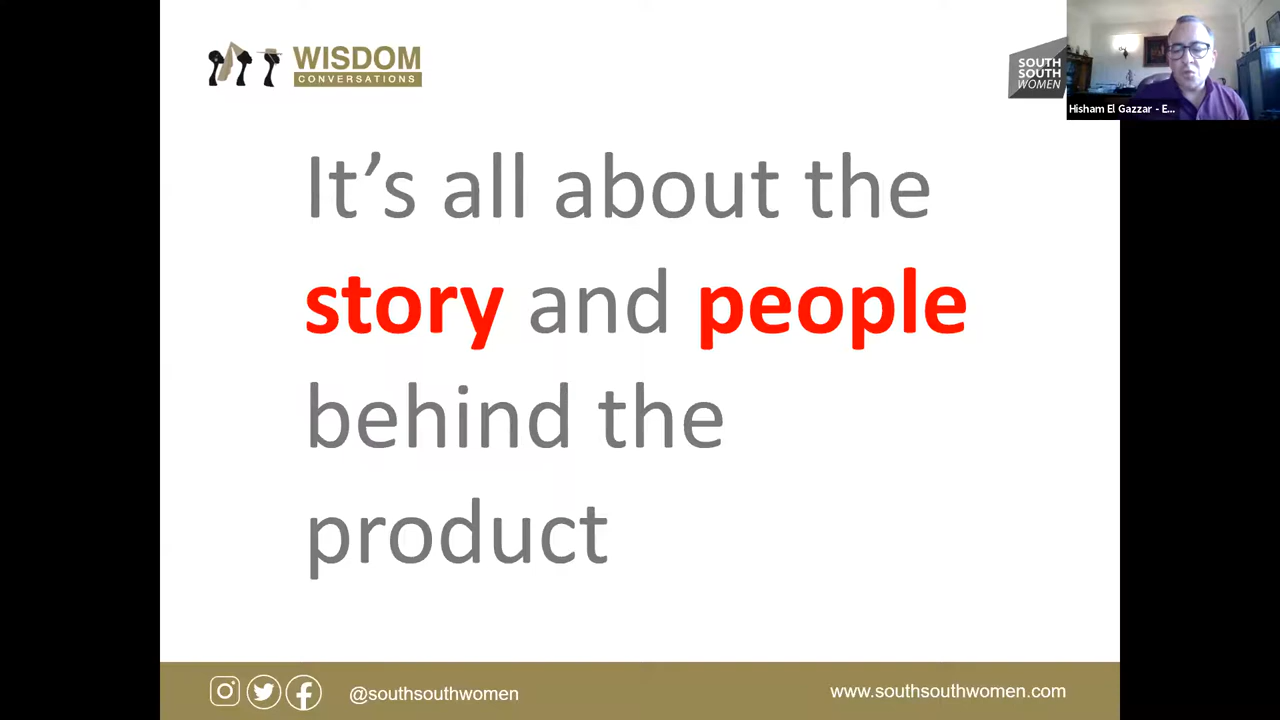 WISDOM
CONVERSATIONS
SOUTH
SOUTH
WOMEN
Hisham El Gazzar - E...
It's all about the
story and people
behind the
product
@southsouthwomen
www.southsouthwomen.com